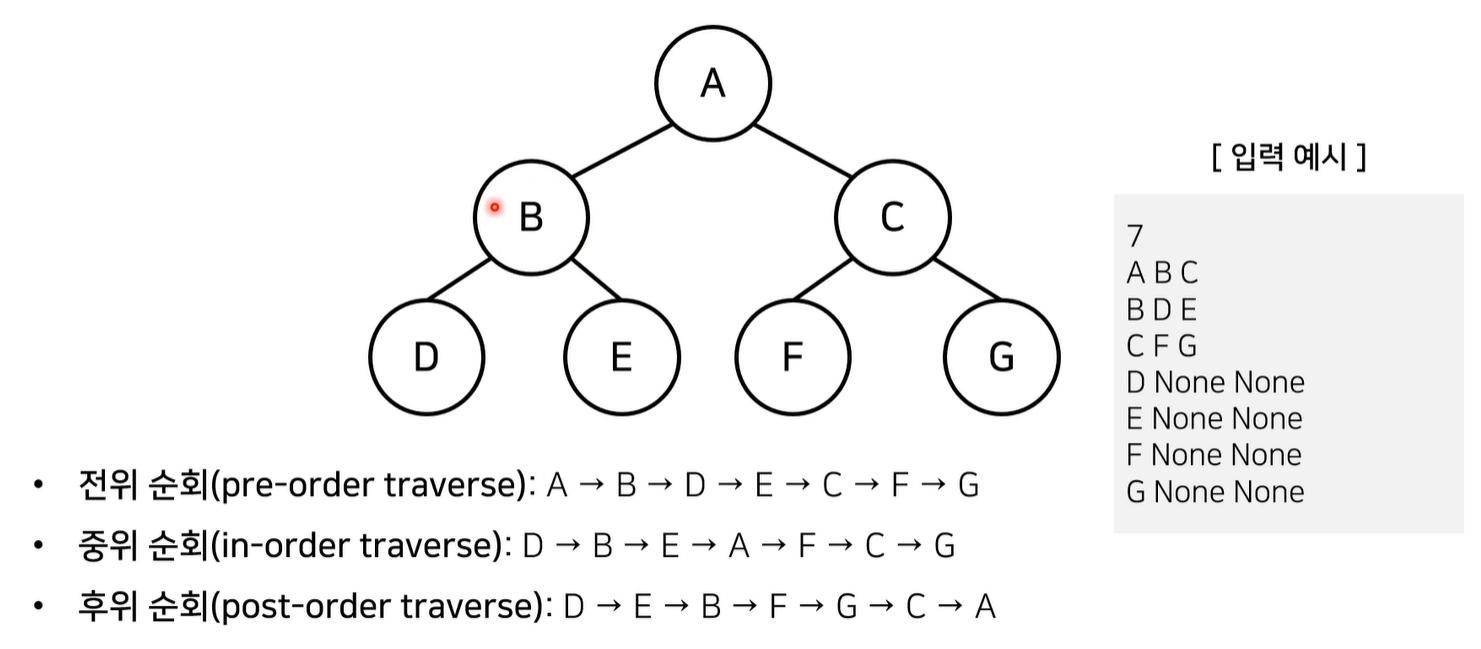 A
B
C
D
E
F
G
[ 입력 예시 ]
7
A B C
B D E
C F G
D None None
E None None
F None None
G None None
• 전위 순회(pre-order traverse): A → B → D → E → C → F → G
• 중위 순회(in-order traverse): D → B → E → A → F → C → G
• 후위 순회(post-order traverse): D → E → B → F → G → C → A